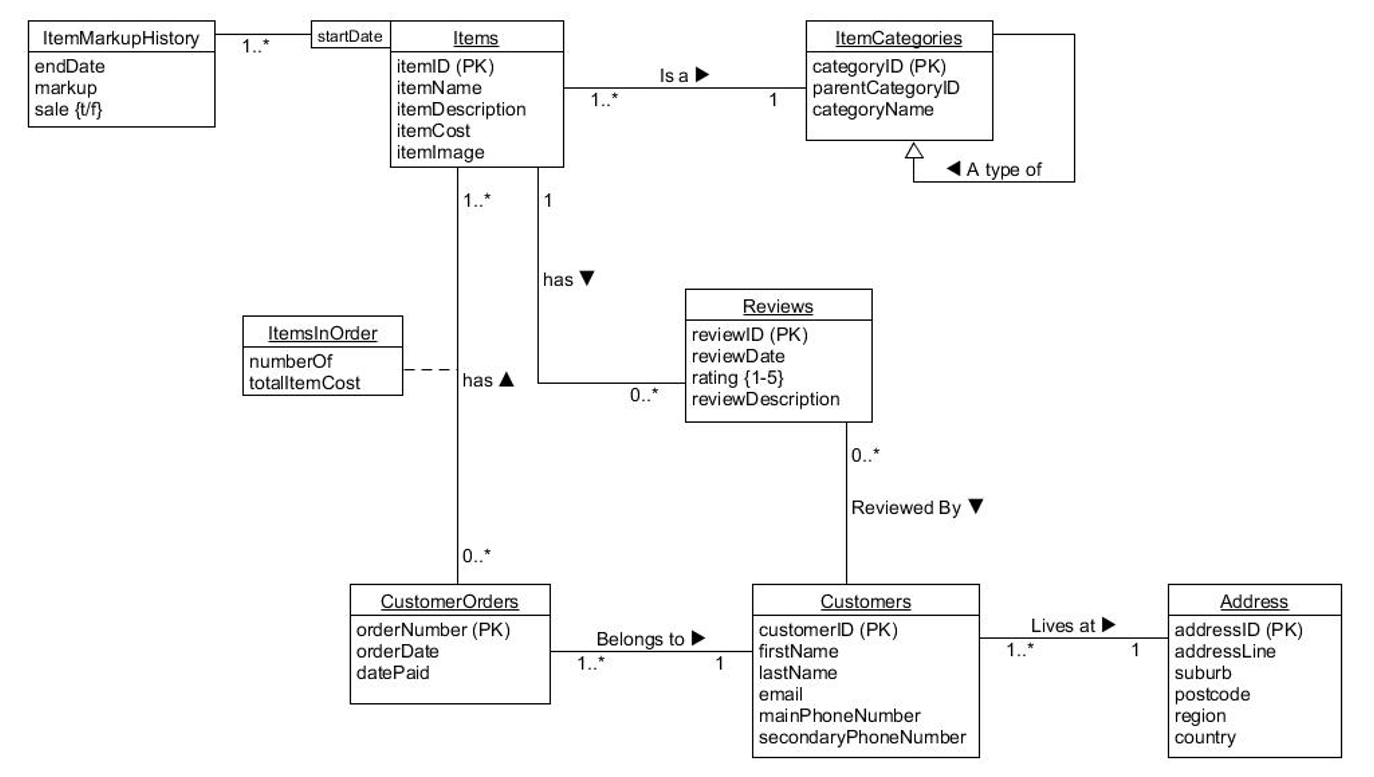 ItemMarkupHistory
endDate
markup
sale {t/f}
1..*
startDate
Items
itemID (PK)
itemName
itemDescription
itemCost
itemImage
Is a ▶
1..*
1
ItemCategories
categoryID (PK)
parentCategoryID
categoryName
◀ A type of
1..*
1
has ▼
0..*
Reviews
reviewID (PK)
reviewDate
rating {1-5}
reviewDescription
ItemsInOrder
numberOf
totalItemCost
has ▲
0..*
0..*
Reviewed By ▼
CustomerOrders
orderNumber (PK)
orderDate
datePaid
Belongs to ▶
1..*
1
Customers
customerID (PK)
firstName
lastName
email
mainPhoneNumber
secondaryPhoneNumber
Lives at ▶
1..*
1
Address
addressID (PK)
addressLine
suburb
postcode
region
country